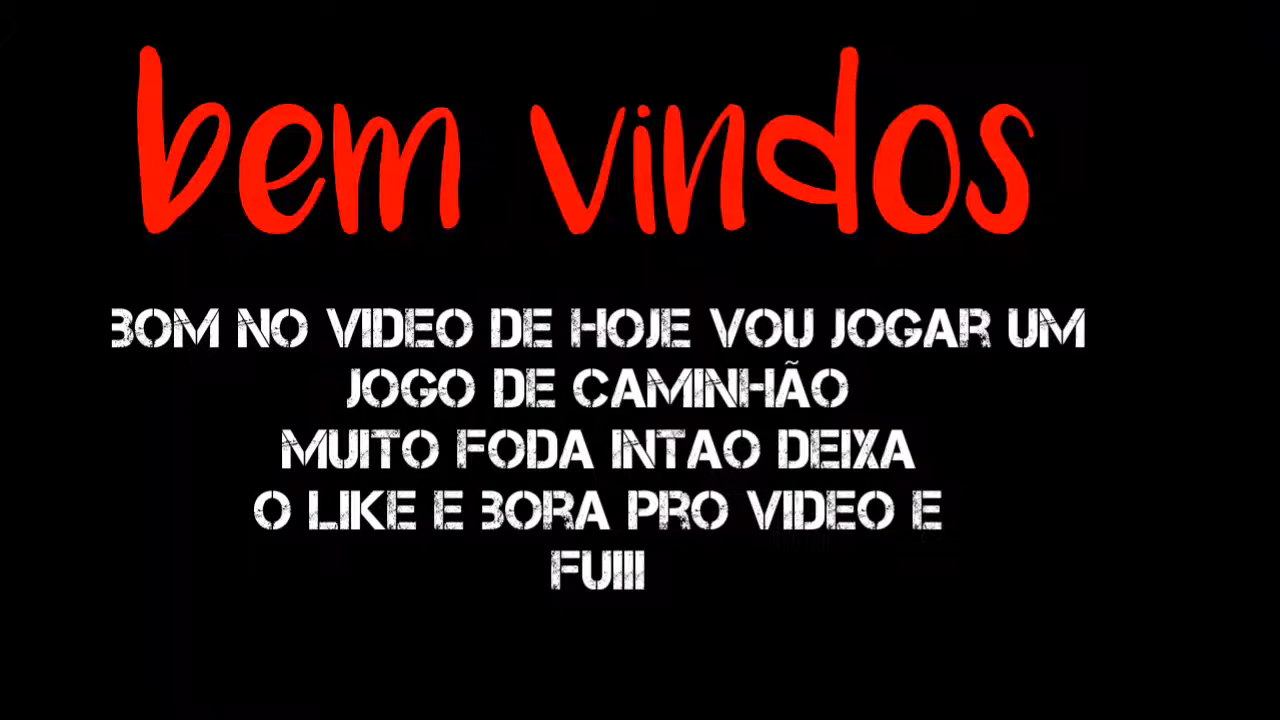 bem vindos
BOM NO VIDEO DE HOJE VOU JOGAR UM
JOGO DE CAMINHÃO
MUITO FODA INTAO DEIXA
O LIKE E BORA PRO VIDEO E
FUIII